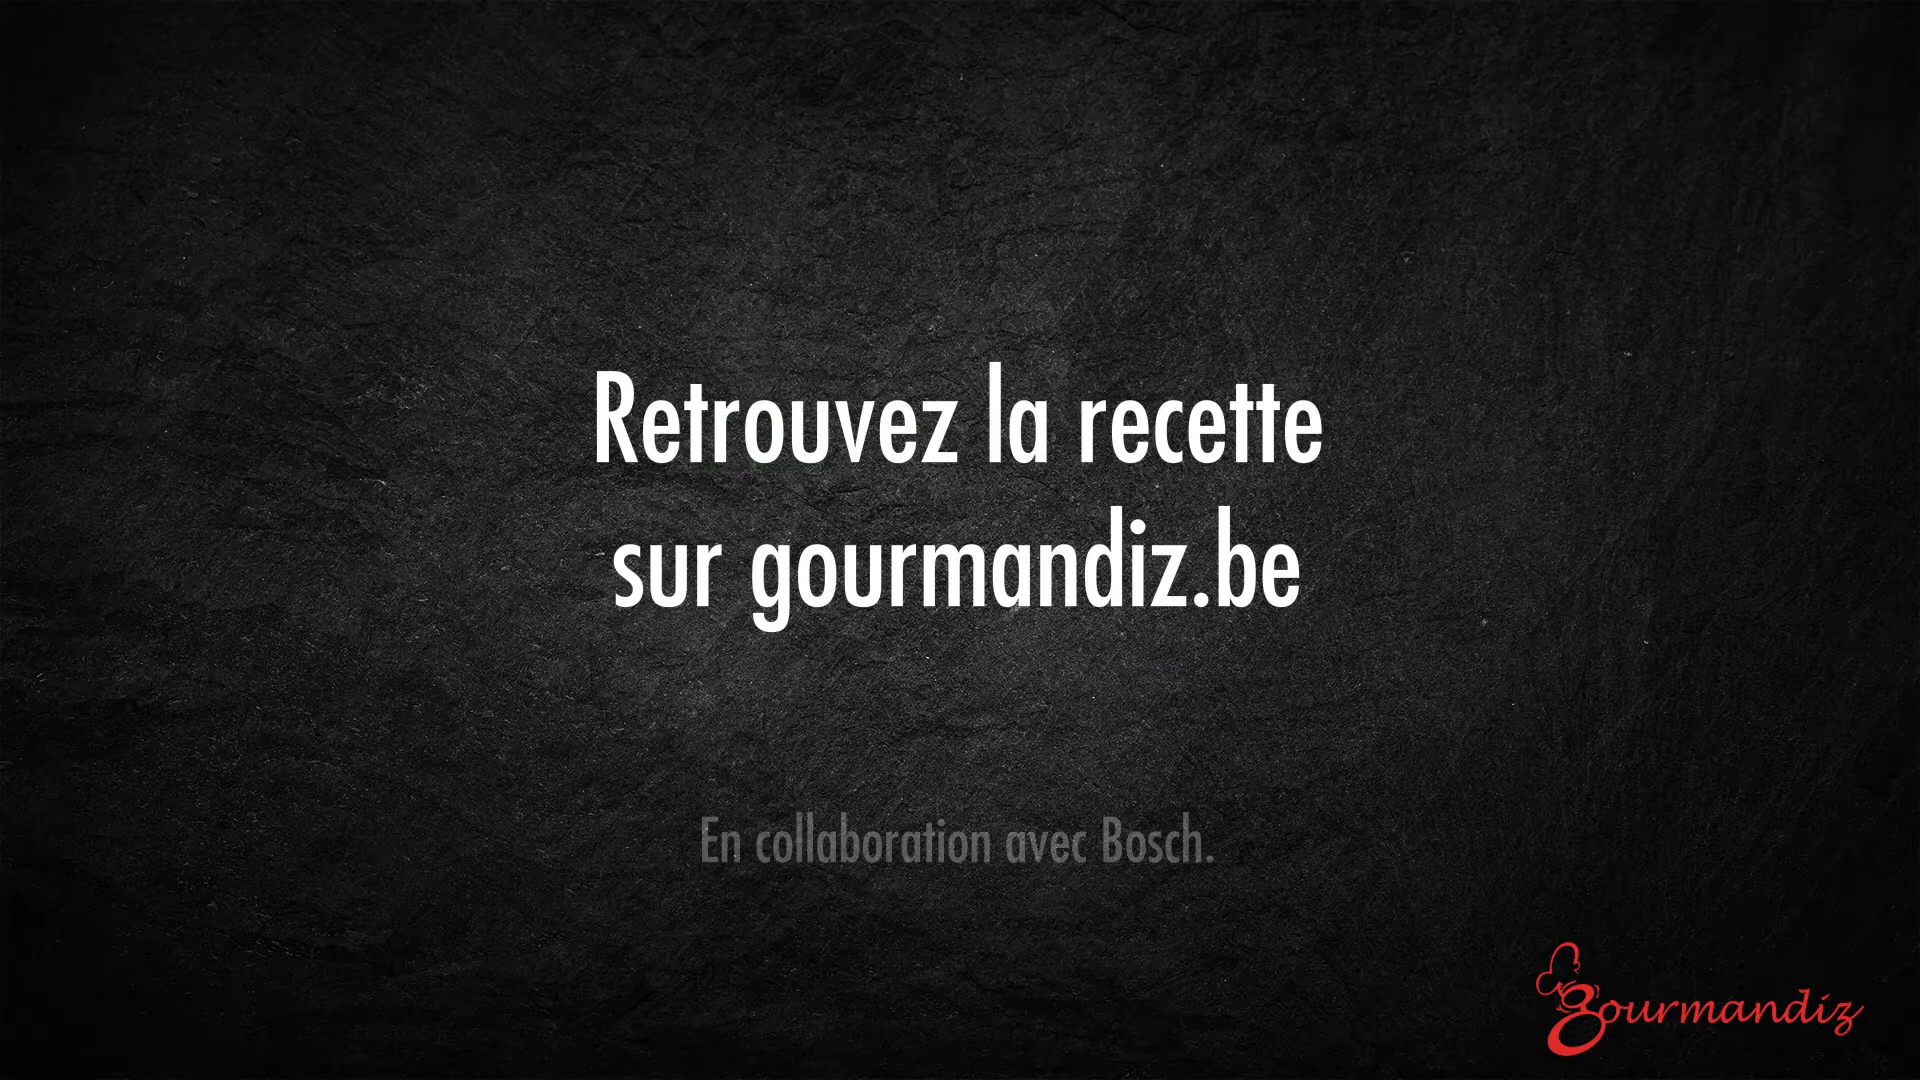 Retrouvez la recette
sur gourmandiz.be
En collaboration avec Bosch.
gourmandiz